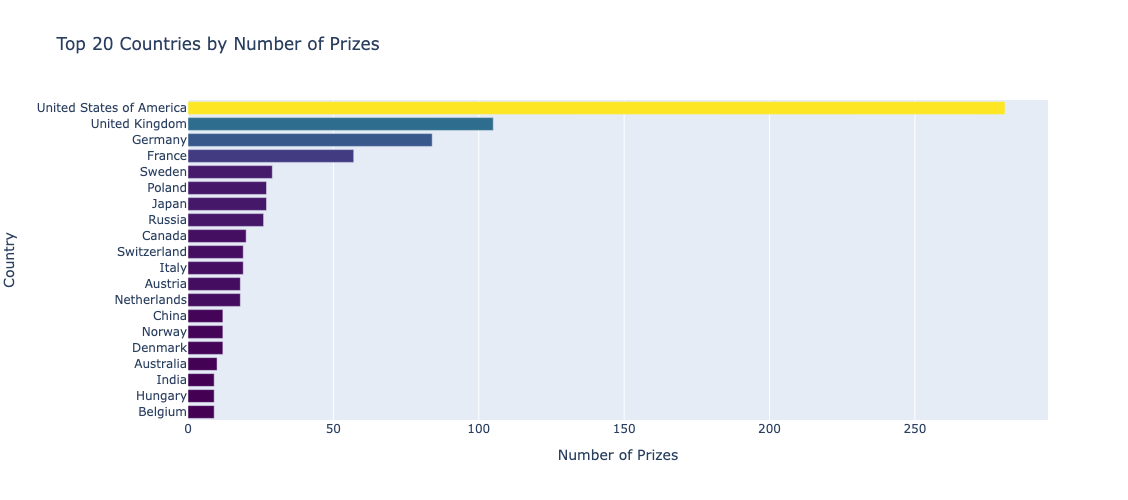 Top 20 Countries by Number of Prizes
United States of America
United Kingdom
Germany
France
Sweden
Poland
Japan
Russia
Canada
Switzerland
Italy
Austria
Netherlands
China
Norway
Denmark
Australia
India
Hungary
Belgium
Country
0 50 100 150 200 250
Number of Prizes